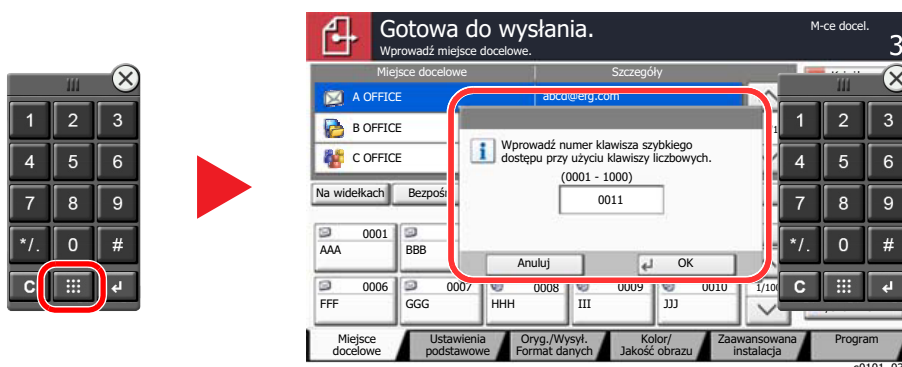 1 2 3
4 5 6
7 8 9
*/. 0 #
C
Gotowa do wysłania.
Wprowadź miejsce docelowe.
M-ce docel.
3
Miejsce docelowe
Szczegóły
A OFFICE
abcd@erg.com
B OFFICE
C OFFICE
Wprowadź numer klawisza szybkiego
dostępu przy użyciu klawiszy liczbowych.
(0001 - 1000)
0011
Anuluj
OK
Na widełkach
0001
AAA
BBB
0006
FFF
0007
GGG
0008
HHH
0009
III
0010
JJJ
1 2 3
4 5 6
7 8 9
*/. 0 #
C
Miejsce
docelowe
Ustawienia
podstawowe
Oryg./Wysył.
Format danych
Kolor/
Jakość obrazu
Zaawansowana
instalacja
Program